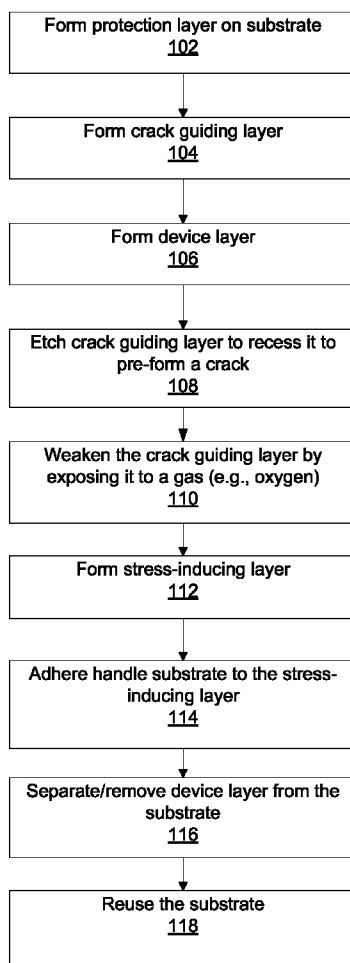 Form protection layer on substrate
102
Form crack guiding layer
104
Form device layer
106
Etch crack guiding layer to recess it to
pre-form a crack
108
Weaken the crack guiding layer by
exposing it to a gas (e.g., oxygen)
110
Form stress-inducing layer
112
Adhere handle substrate to the stress-
inducing layer
114
Separate/remove device layer from the
substrate
116
Reuse the substrate
118